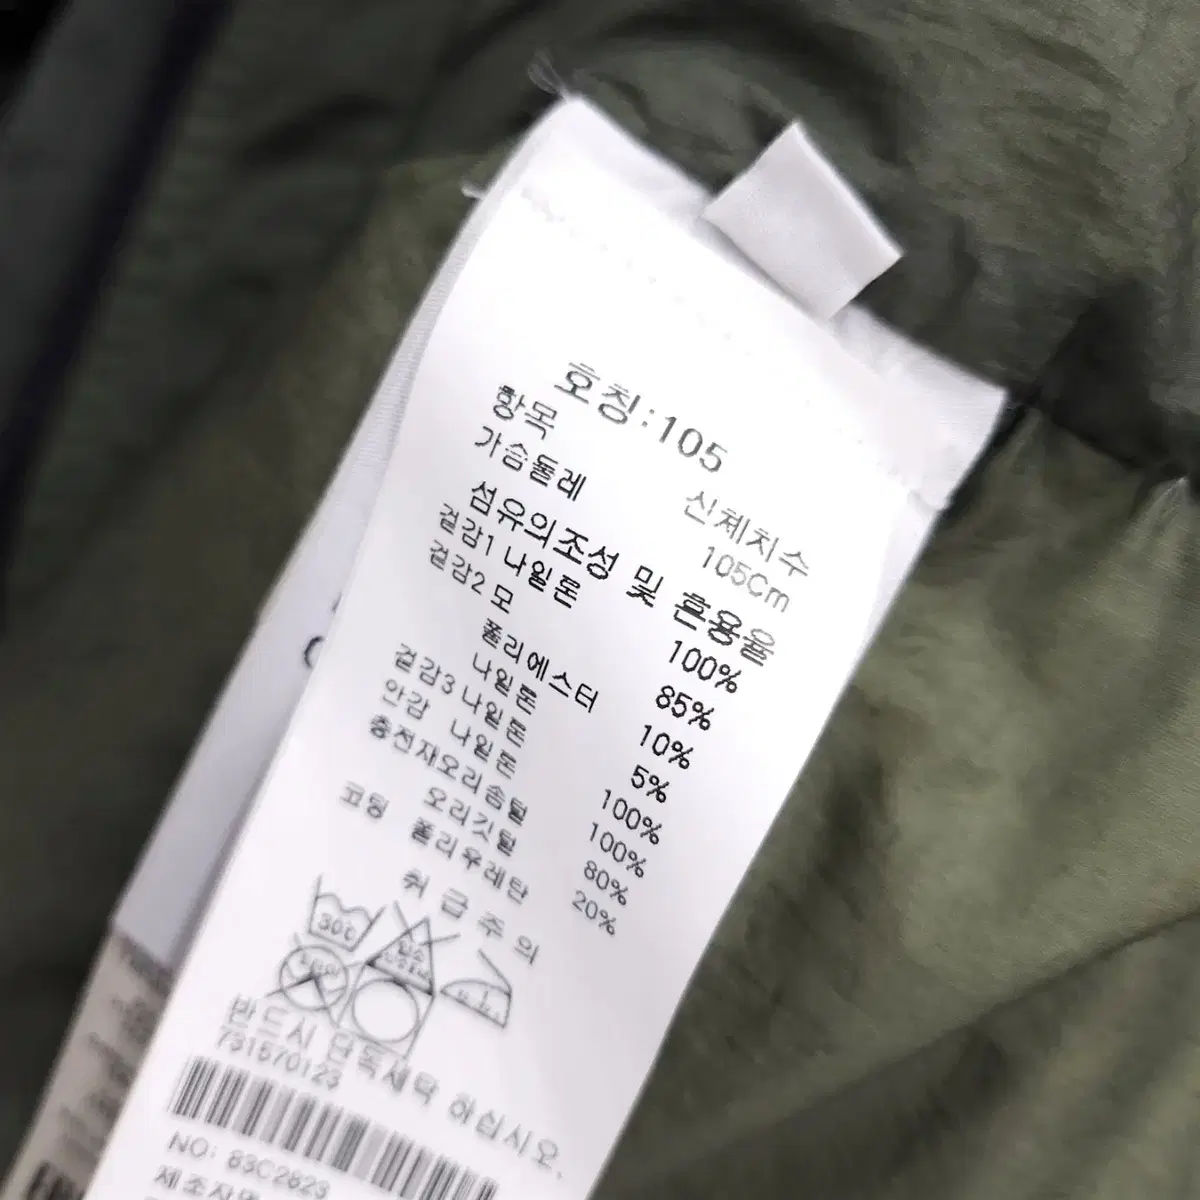 호칭:105
항목 신체치수
가슴둘레 105Cm
섬유의조성 및 혼용율
겉감1 나일론 100%
겉감2 모 85%
폴리에스터 10%
나일론 5%
겉감3 나일론 100%
안감 나일론 100%
충전재오리솜털 80%
오리깃털 20%
코팅 폴리우레탄
취급주의
30℃
반드시 단독세탁 하십시오.
731570123
NO: 83C2823